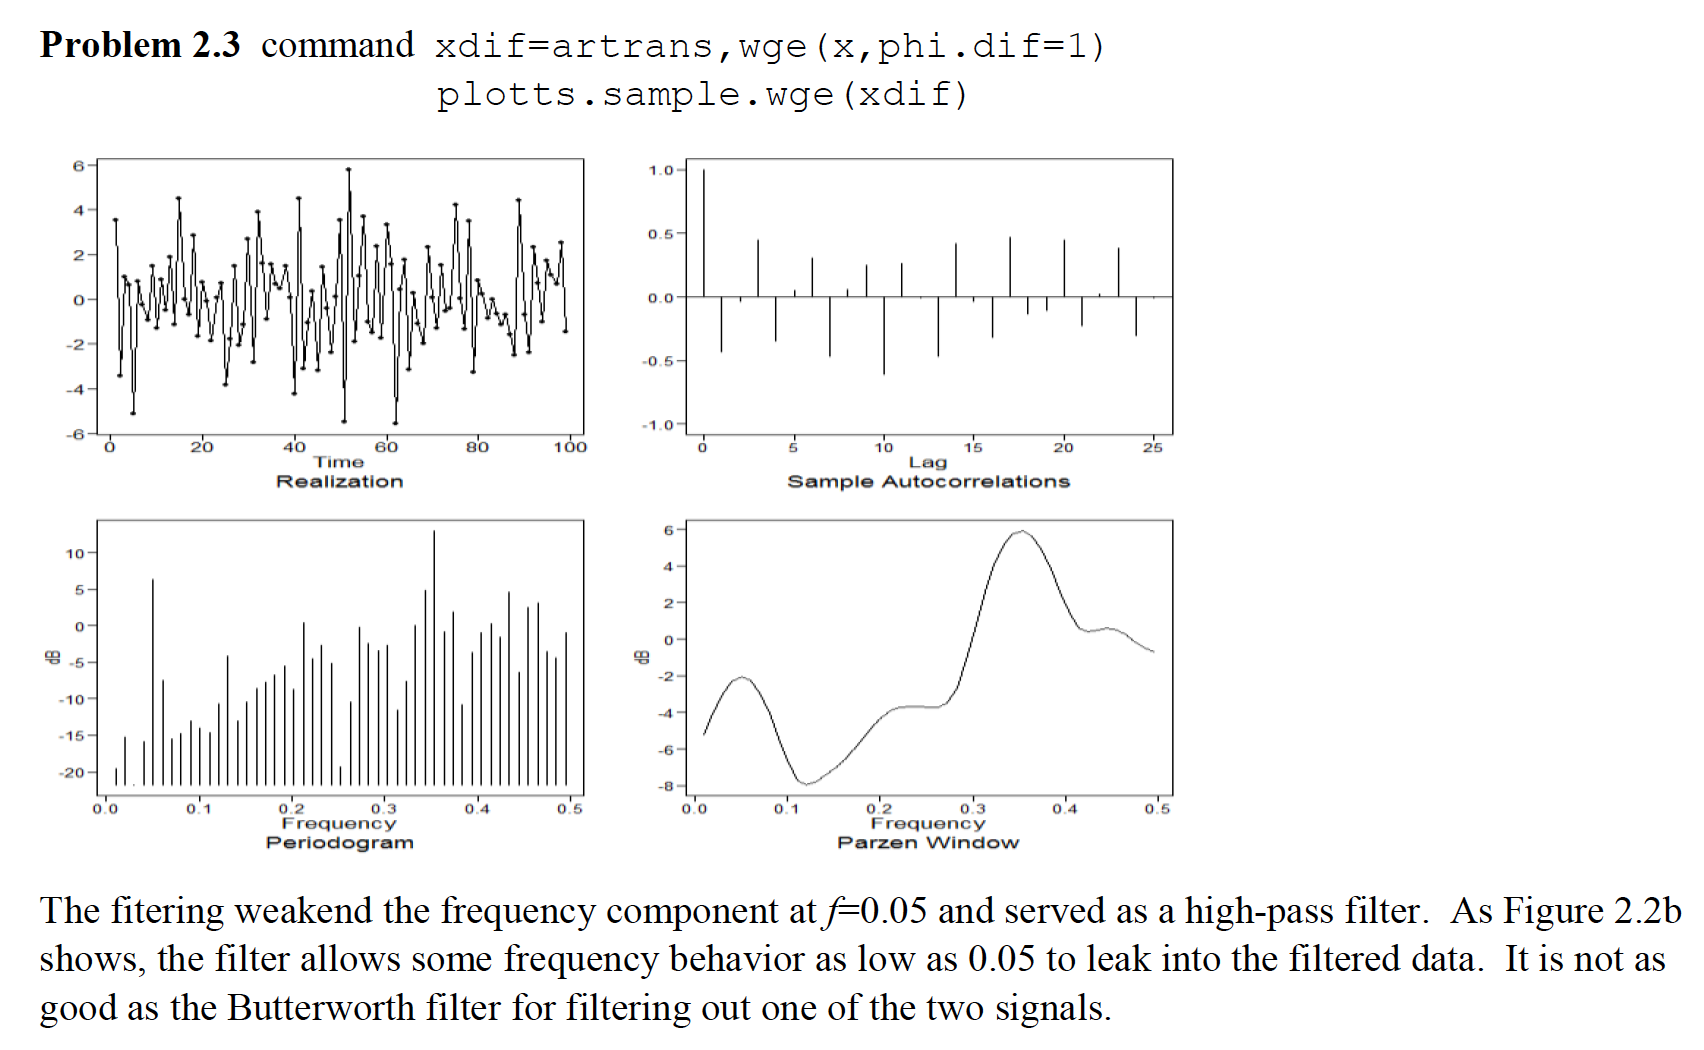 Problem 2.3 command xdif=artrans,wge(x,phi.dif=1)
plotts.sample.wge(xdif)
6
4
2
0
-2
-4
-6
0 20 40 60 80 100
Time
Realization
1.0
0.5
0.0
-0.5
-1.0
0 5 10 15 20 25
Lag
Sample Autocorrelations
10
5
0
-5
-10
-15
-20
dB
0.0 0.1 0.2 0.3 0.4 0.5
Frequency
Periodogram
6
4
2
0
-2
-4
-6
-8
dB
0.0 0.1 0.2 0.3 0.4 0.5
Frequency
Parzen Window
The fitering weakend the frequency component at f=0.05 and served as a high-pass filter. As Figure 2.2b
shows, the filter allows some frequency behavior as low as 0.05 to leak into the filtered data. It is not as
good as the Butterworth filter for filtering out one of the two signals.